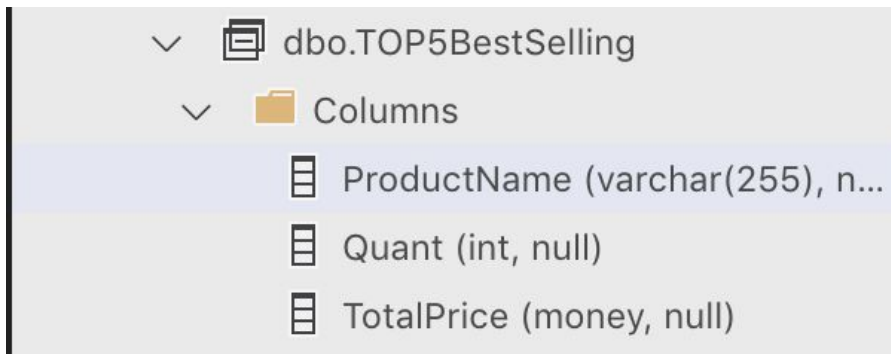 dbo.TOP5BestSelling
Columns
ProductName (varchar(255), n...
Quant (int, null)
TotalPrice (money, null)